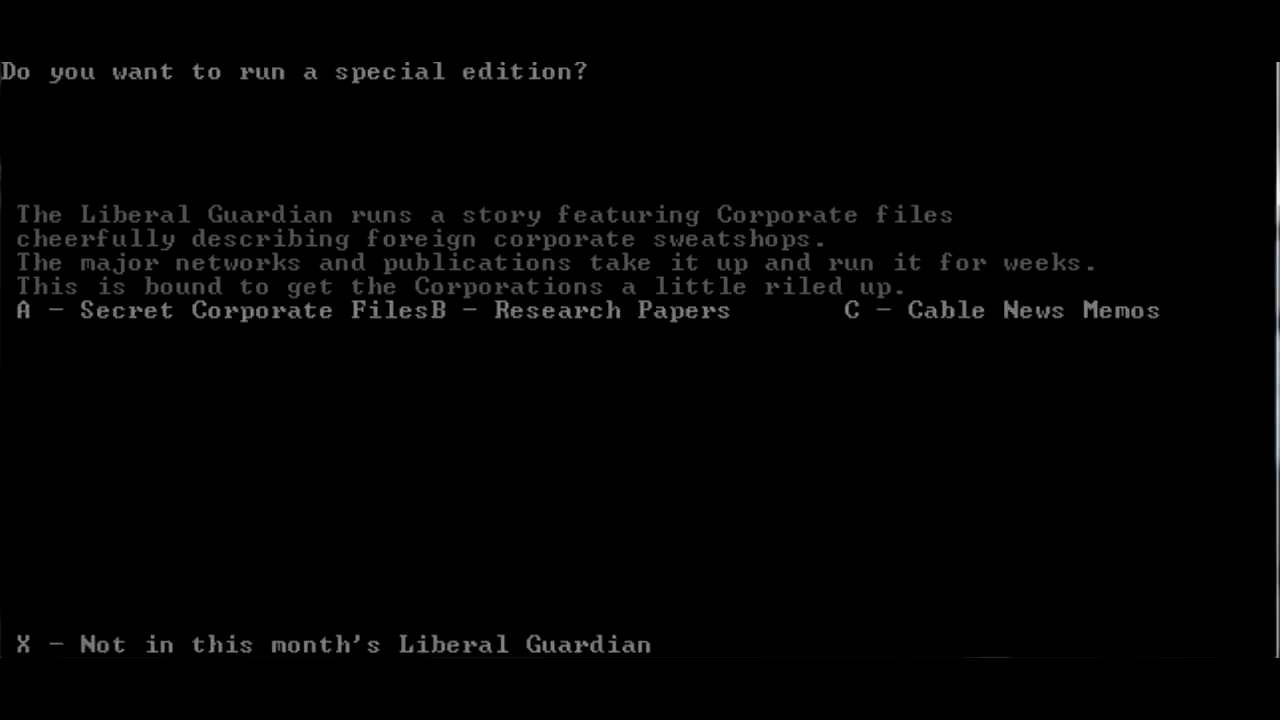 Do you want to run a special edition?
The Liberal Guardian runs a story featuring Corporate files
cheerfully describing foreign corporate sweatshops.
The major networks and publications take it up and run it for weeks.
This is bound to get the Corporations a little riled up.
A - Secret Corporate FilesB - Research Papers C - Cable News Memos
X - Not in this month's Liberal Guardian